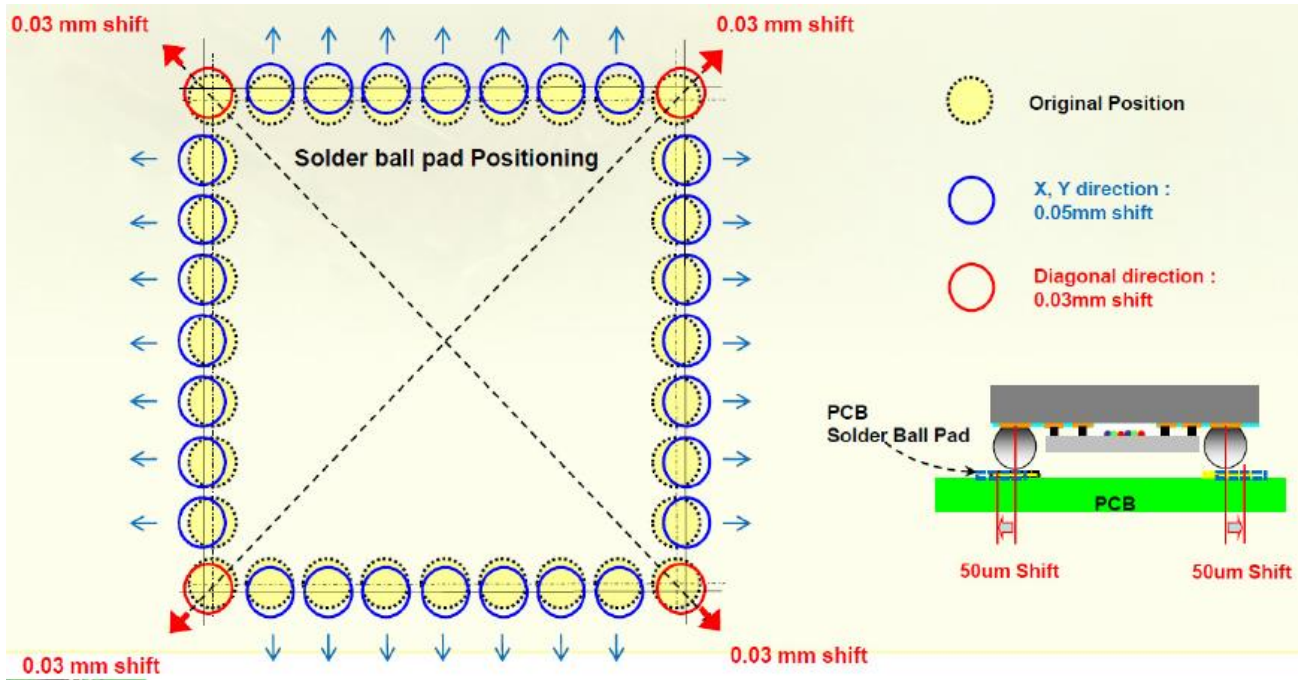 0.03 mm shift
0.03 mm shift
Solder ball pad Positioning
Original Position
X, Y direction :
0.05mm shift
Diagonal direction :
0.03mm shift
PCB
Solder Ball Pad
PCB
50um Shift
50um Shift
0.03 mm shift
0.03 mm shift